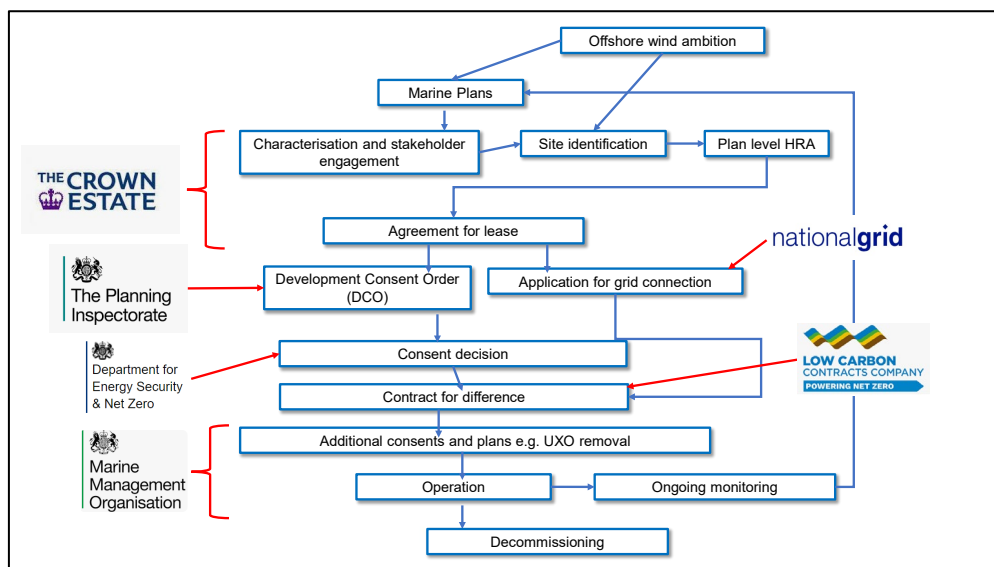 Offshore wind ambition
Marine Plans
Characterisation and stakeholder
engagement
Site identification
Plan level HRA
THE CROWN
ESTATE
Agreement for lease
nationalgrid
The Planning
Inspectorate
Development Consent Order
(DCO)
Application for grid connection
Department for
Energy Security
& Net Zero
Consent decision
LOW CARBON
CONTRACTS COMPANY
POWERING NET ZERO
Contract for difference
Marine
Management
Organisation
Additional consents and plans e.g. UXO removal
Operation
Ongoing monitoring
Decommissioning